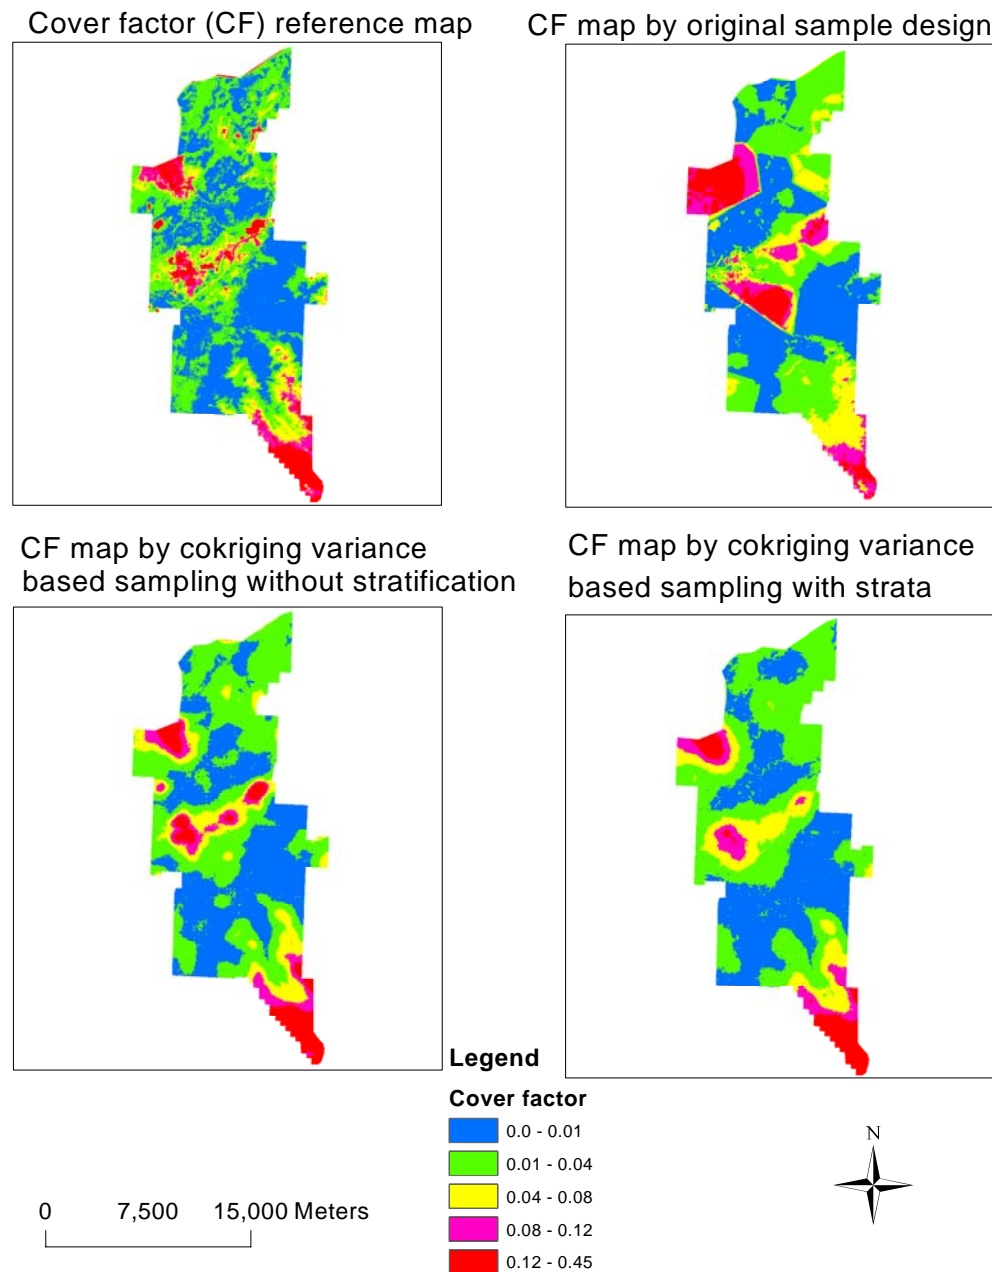 Cover factor (CF) reference map
CF map by original sample design
CF map by cokriging variance
based sampling without stratification
CF map by cokriging variance
based sampling with strata
Legend
Cover factor
0.0 - 0.01
0.01 - 0.04
0.04 - 0.08
0.08 - 0.12
0.12 - 0.45
0 7,500 15,000 Meters
N